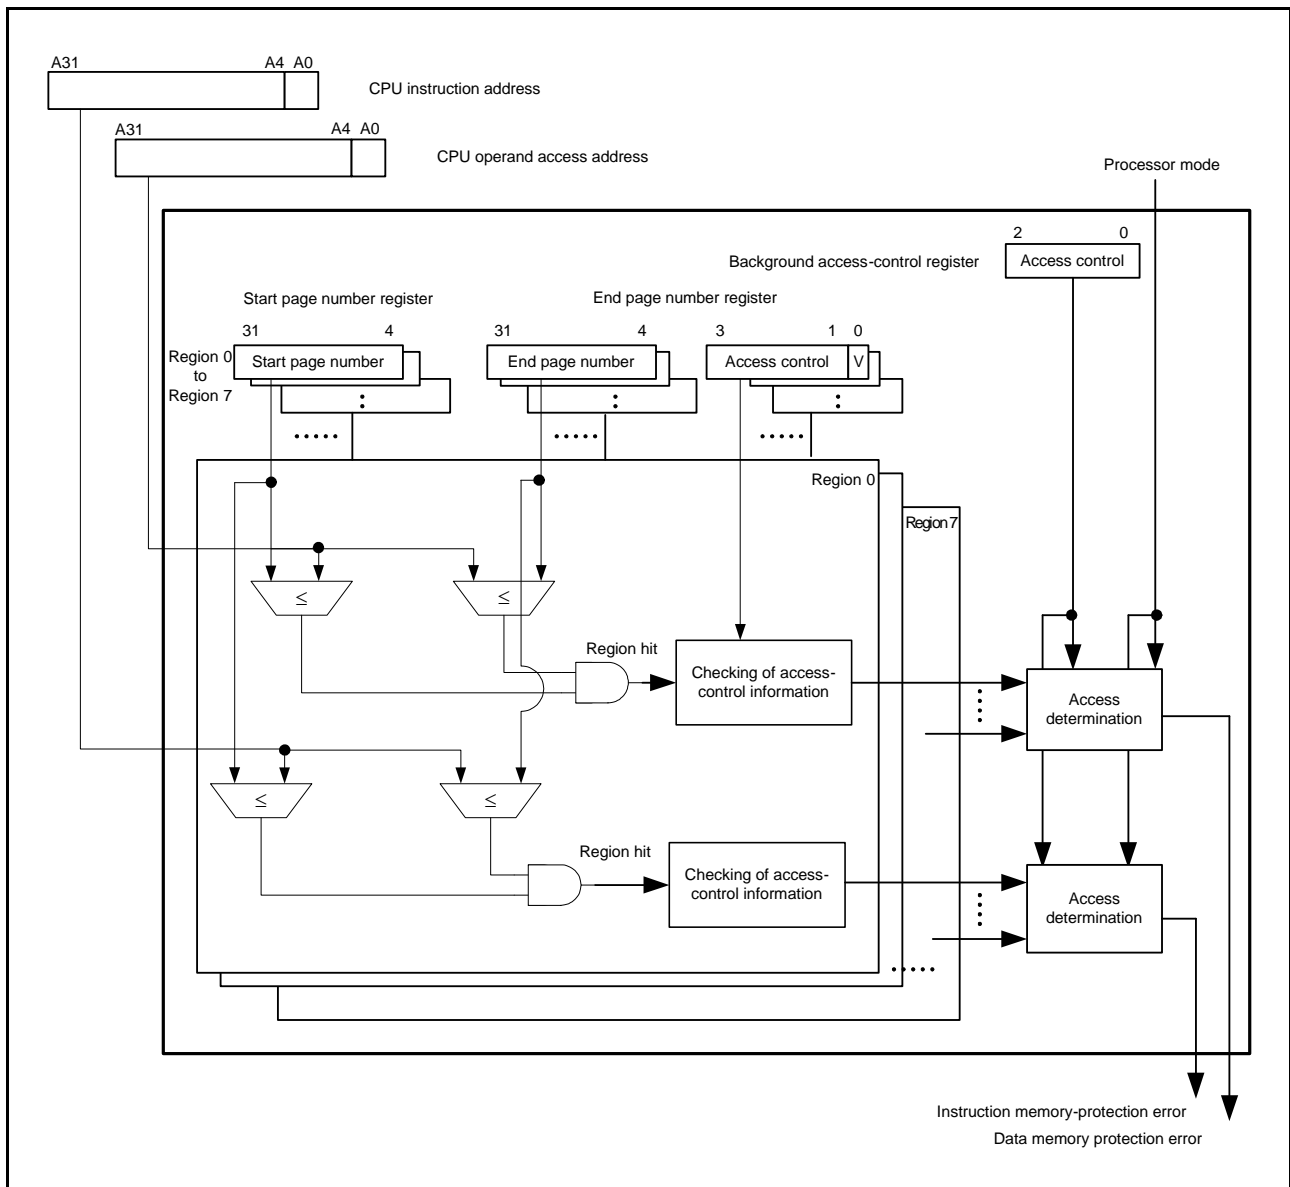 A31 A4 A0
CPU instruction address
A31 A4 A0
CPU operand access address
Processor mode
2 0
Background access-control register
Access control
Start page number register
End page number register
31 4
31 4
3 1 0
Region 0
to
Region 7
Start page number
End page number
Access control
V
Region 0
Region 7
≤
≤
Region hit
Checking of access-
control information
Access
determination
≤
≤
Region hit
Checking of access-
control information
Access
determination
Instruction memory-protection error
Data memory protection error